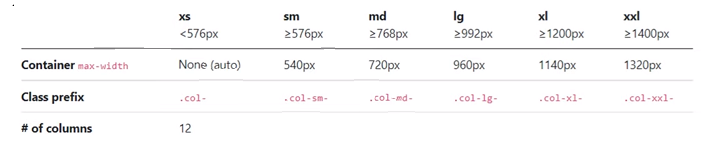 xs sm md lg xl xxl
<576px ≥576px ≥768px ≥992px ≥1200px ≥1400px
Container max-width None (auto) 540px 720px 960px 1140px 1320px
Class prefix .col- .col-sm- .col-md- .col-lg- .col-xl- .col-xxl-
# of columns 12